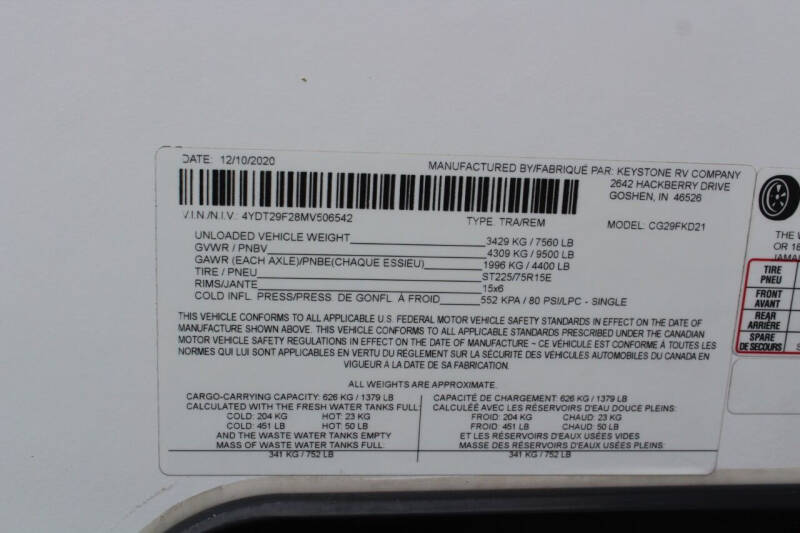 DATE: 12/10/2020
MANUFACTURED BY/FABRIQUÉ PAR: KEYSTONE RV COMPANY
2642 HACKBERRY DRIVE
GOSHEN, IN 46526
V.I.N./N.I.V.: 4YDT29F28MV506542 TYPE: TRA/REM MODEL: CG29FKD21
UNLOADED VEHICLE WEIGHT 3429 KG / 7560 LB
GVWR / PNBV 4309 KG / 9500 LB
GAWR (EACH AXLE)/PNBE(CHAQUE ESSIEU) 1996 KG / 4400 LB
TIRE / PNEU ST225/75R15E
RIMS/JANTE 15x6
COLD INFL. PRESS/PRESS. DE GONFL. À FROID 552 KPA / 80 PSI/LPC - SINGLE
THIS VEHICLE CONFORMS TO ALL APPLICABLE U.S. FEDERAL MOTOR VEHICLE SAFETY STANDARDS IN EFFECT ON THE DATE OF
MANUFACTURE SHOWN ABOVE. THIS VEHICLE CONFORMS TO ALL APPLICABLE STANDARDS PRESCRIBED UNDER THE CANADIAN
MOTOR VEHICLE SAFETY REGULATIONS IN EFFECT ON THE DATE OF MANUFACTURE ~ CE VÉHICULE EST CONFORME À TOUTES LES
NORMES QUI LUI SONT APPLICABLES EN VERTU DU REGLEMENT SUR LA SÉCURITÉ DES VÉHICULES AUTOMOBILES DU CANADA EN
VIGUEUR À LA DATE DE SA FABRICATION.
ALL WEIGHTS ARE APPROXIMATE.
CARGO-CARRYING CAPACITY: 626 KG / 1379 LB
CALCULATED WITH THE FRESH WATER TANKS FULL:
COLD: 204 KG HOT: 23 KG
COLD: 451 LB HOT: 50 LB
AND THE WASTE WATER TANKS EMPTY
MASS OF WASTE WATER TANKS FULL:
341 KG / 752 LB
CAPACITÉ DE CHARGEMENT: 626 KG / 1379 LB
CALCULÉE AVEC LES RÉSERVOIRS D'EAU DOUCE PLEINS:
FROID: 204 KG CHAUD: 23 KG
FROID: 451 LB CHAUD: 50 LB
ET LES RÉSERVOIRS D'EAUX USÉES VIDES
MASSE DES RÉSERVOIRS D'EAUX USÉES PLEINS:
341 KG / 752 LB
THE
OR
TIRE
PNEU
FRONT
AVANT
REAR
ARRIÈRE
SPARE
DE SECOURS